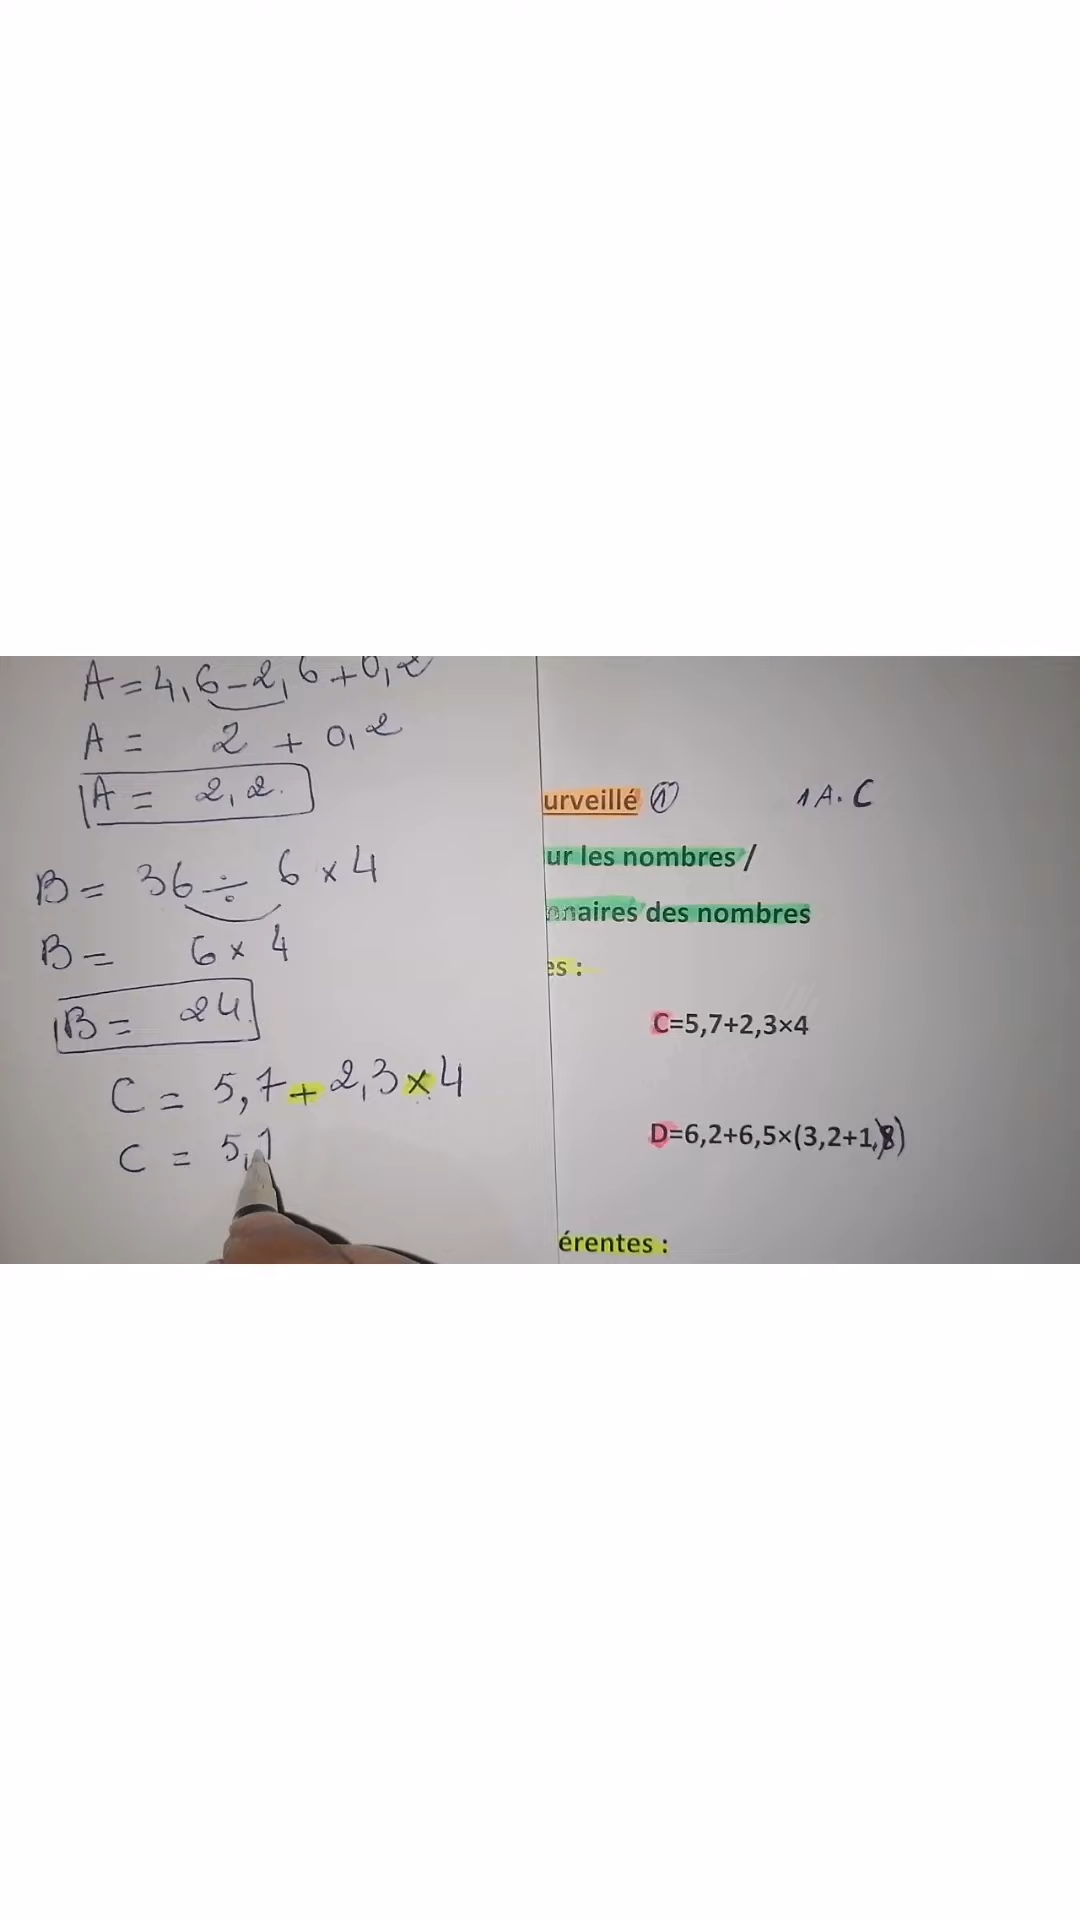 A=4,6-2,6+0,2
A = 2 + 0,2
A = 2,2.
B= 36 ÷ 6 × 4
B= 6 × 4
B= 24
C = 5,7 + 2,3 × 4
C = 5,7
urveillé ① 1 A.C
ur les nombres /
nnaires des nombres
es :
C=5,7+2,3×4
D=6,2+6,5×(3,2+1,8)
érentes :